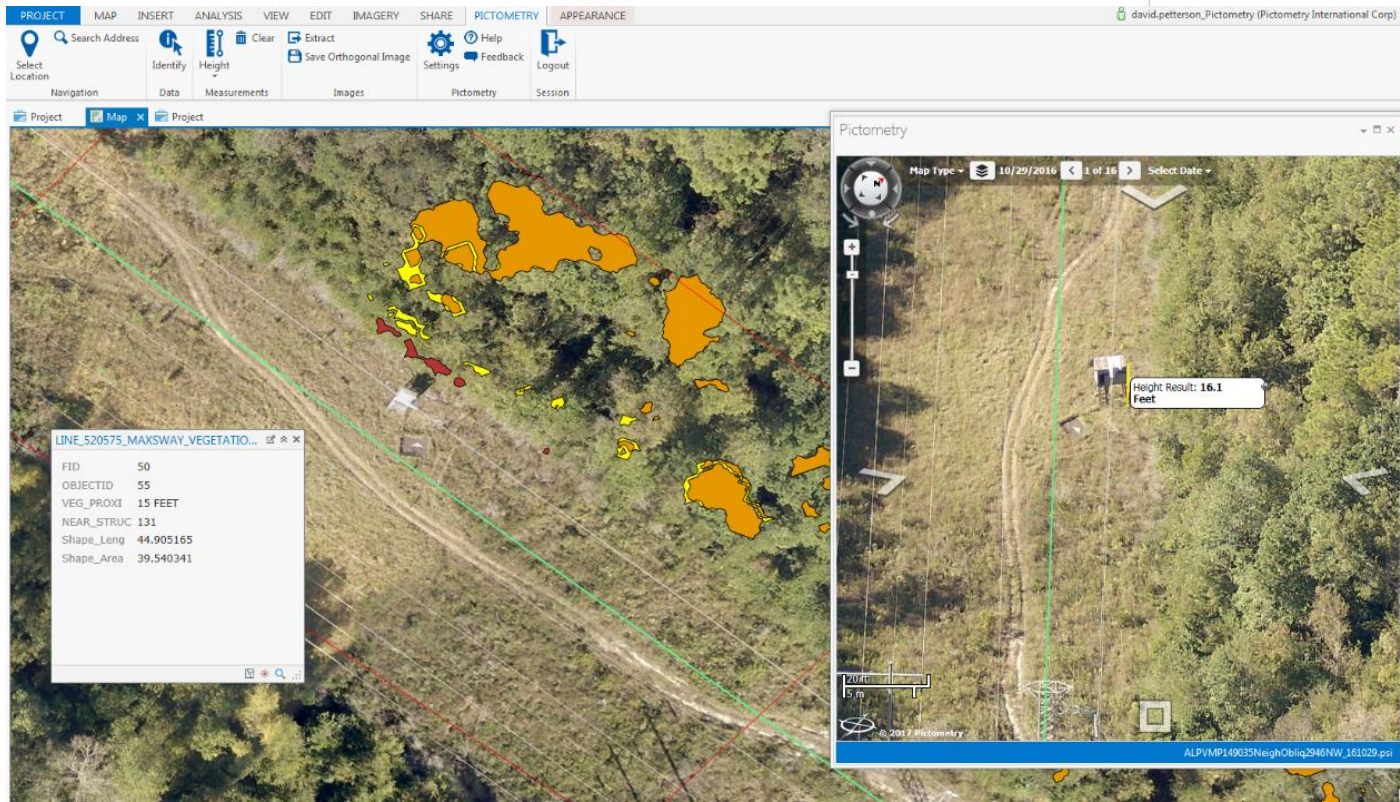 PROJECT MAP INSERT ANALYSIS VIEW EDIT IMAGERY SHARE PICTOMETRY APPEARANCE
david.petterson_Pictometry (Pictometry International Corp)
Select Location
Search Address
Identify
Height
Clear
Extract
Save Orthogonal Image
Settings
Help
Feedback
Logout
Navigation Data Measurements Images Pictometry Session
Project Map Project
LINE_520575_MAXSWAY_VEGETATIO...
FID 50
OBJECTID 55
VEG_PROXI 15 FEET
NEAR_STRUC 131
Shape_Leng 44.905165
Shape_Area 39.540341
Pictometry
N
Map Type 10/29/2016 1 of 16 Select Date
Height Result: 16.1
Feet
20 ft
5 m
© 2017 Pictometry
ALPVMP149035NeighObliq2946NW_161029.psi